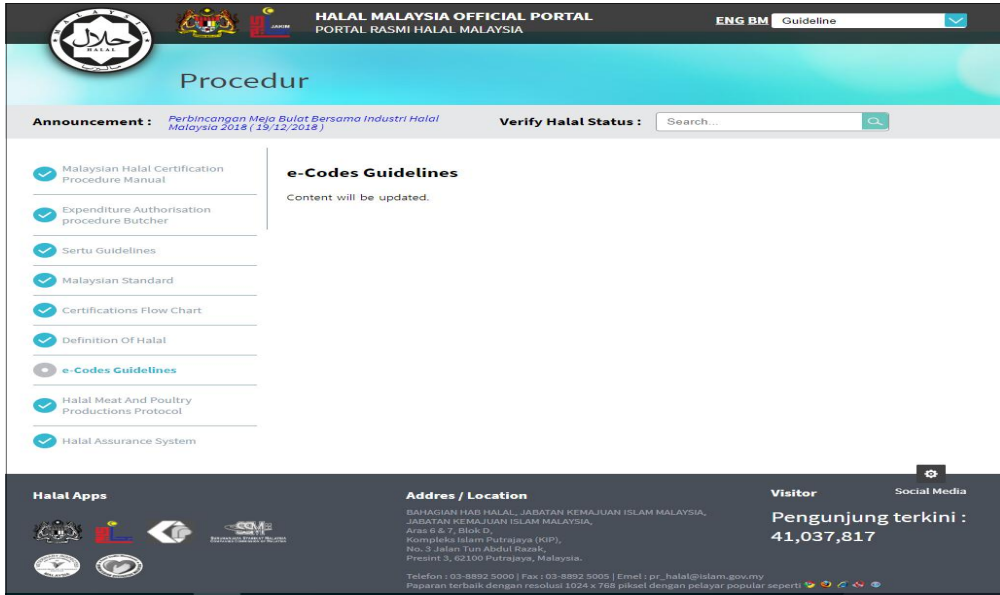 MALAYSIA
حلال
HALAL
JAKIM
HALAL MALAYSIA OFFICIAL PORTAL
PORTAL RASMI HALAL MALAYSIA
ENG BM
Guideline
Procedur
Announcement :
Perbincangan Meja Bulat Bersama Industri Halal
Malaysia 2018 ( 19/12/2018 )
Verify Halal Status :
Search...
Malaysian Halal Certification
Procedure Manual
Expenditure Authorisation
procedure Butcher
Sertu Guidelines
Malaysian Standard
Certifications Flow Chart
Definition Of Halal
e-Codes Guidelines
Halal Meat And Poultry
Productions Protocol
Halal Assurance System
e-Codes Guidelines
Content will be updated.
Halal Apps
Addres / Location
BAHAGIAN HAB HALAL, JABATAN KEMAJUAN ISLAM MALAYSIA,
JABATAN KEMAJUAN ISLAM MALAYSIA,
Aras 6 & 7, Blok D,
Kompleks Islam Putrajaya (KIP),
No. 3 Jalan Tun Abdul Razak,
Presint 3, 62100 Putrajaya, Malaysia.
Telefon : 03-8892 5000 | Fax : 03-8892 5005 | Emel : pr_halal@islam.gov.my
Paparan terbaik dengan resolusi 1024 x 768 piksel dengan pelayar popular seperti
Visitor
Social Media
Pengunjung terkini :
41,037,817